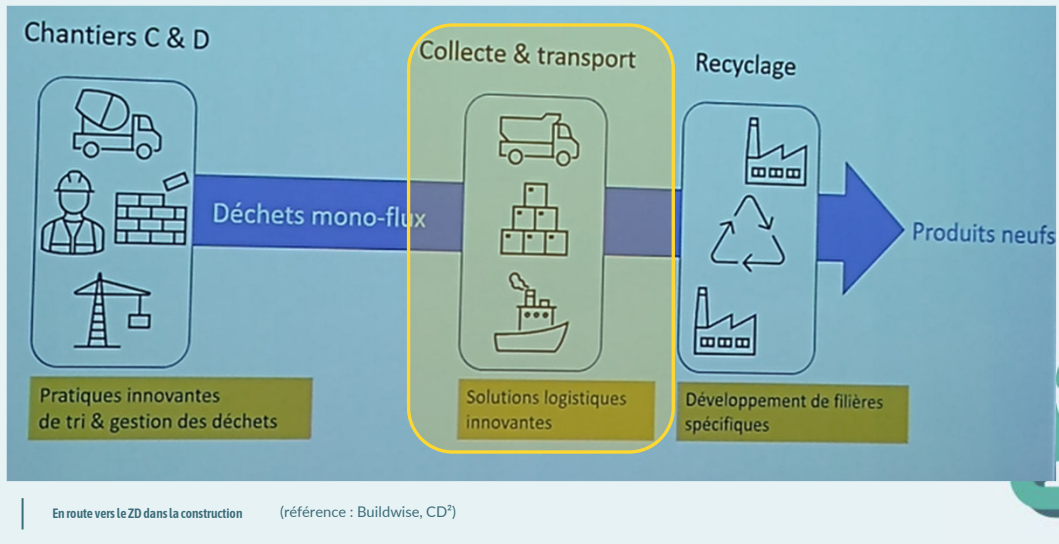 Chantiers C & D
Collecte & transport
Recyclage
Déchets mono-flux
Produits neufs
Pratiques innovantes
de tri & gestion des déchets
Solutions logistiques
innovantes
Développement de filières
spécifiques
En route vers le ZD dans la construction
(référence : Buildwise, CD²)